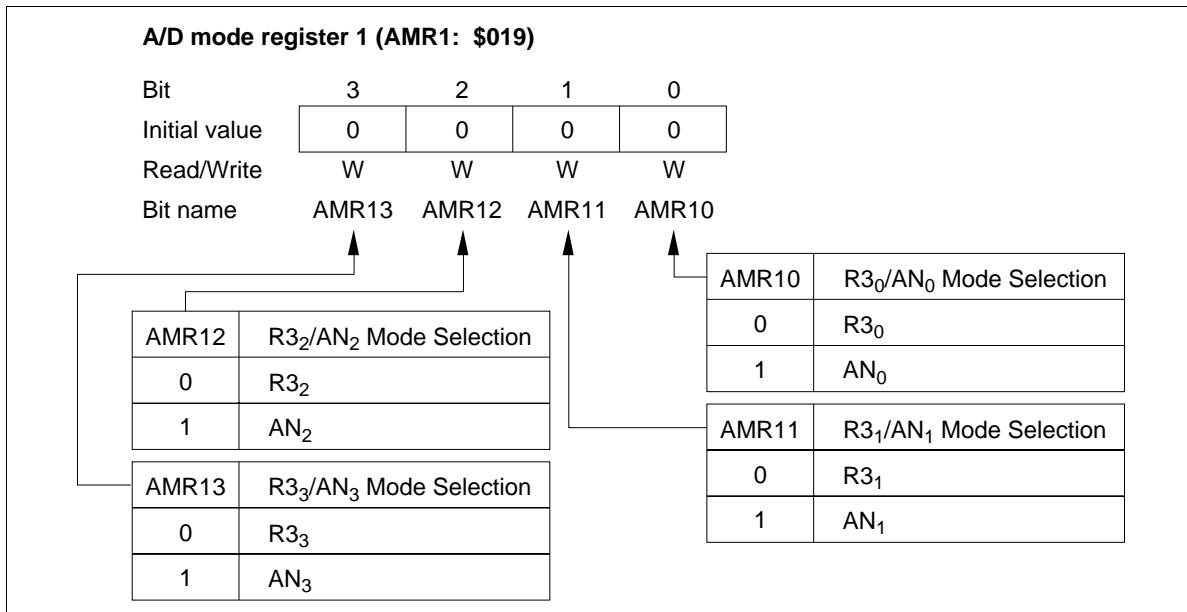 A/D mode register 1 (AMR1: $019)
Bit 3 2 1 0
Initial value 0 0 0 0
Read/Write W W W W
Bit name AMR13 AMR12 AMR11 AMR10
AMR12 R3₂/AN₂ Mode Selection
0 R3₂
1 AN₂
AMR13 R3₃/AN₃ Mode Selection
0 R3₃
1 AN₃
AMR10 R3₀/AN₀ Mode Selection
0 R3₀
1 AN₀
AMR11 R3₁/AN₁ Mode Selection
0 R3₁
1 AN₁